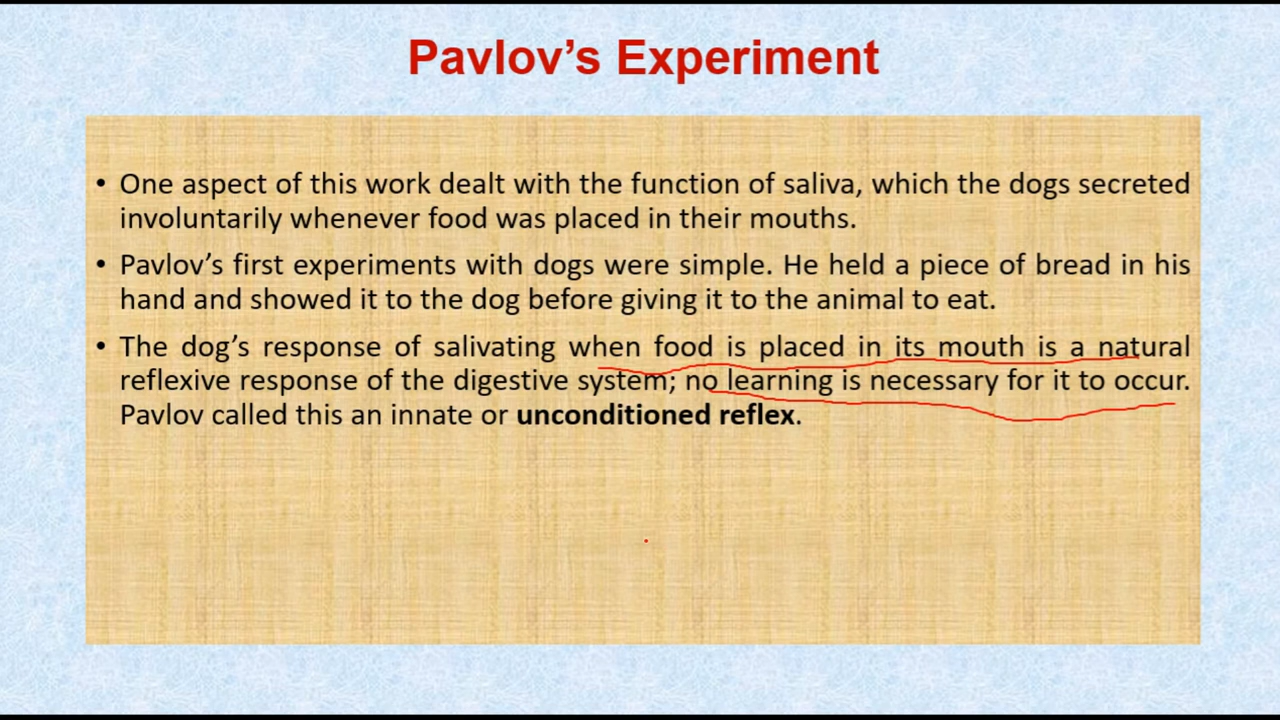 Pavlov’s Experiment
• One aspect of this work dealt with the function of saliva, which the dogs secreted
involuntarily whenever food was placed in their mouths.
• Pavlov’s first experiments with dogs were simple. He held a piece of bread in his
hand and showed it to the dog before giving it to the animal to eat.
• The dog’s response of salivating when food is placed in its mouth is a natural
reflexive response of the digestive system; no learning is necessary for it to occur.
Pavlov called this an innate or unconditioned reflex.